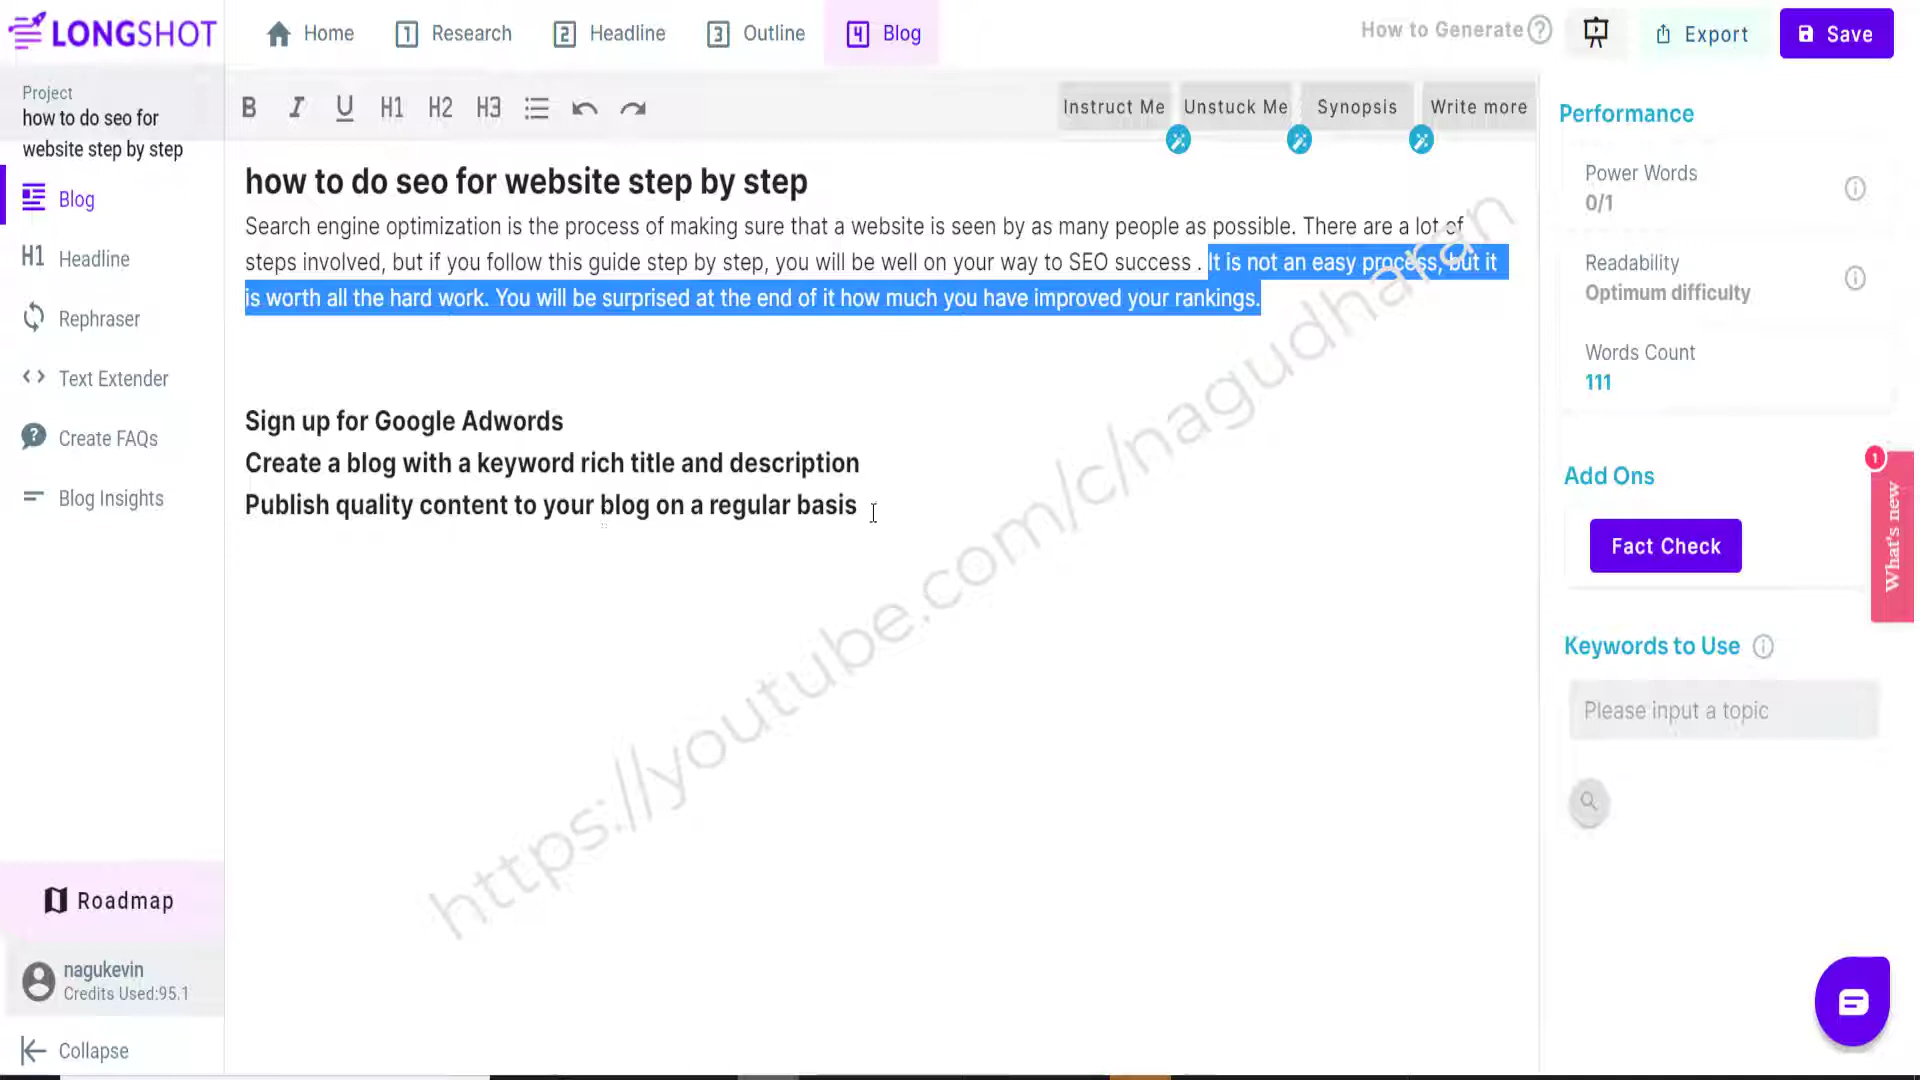 LONGSHOT
Home
1 Research
2 Headline
3 Outline
4 Blog
How to Generate ?
Export
Save
Project
how to do seo for
website step by step
Blog
H1 Headline
Rephraser
Text Extender
Create FAQs
Blog Insights
Roadmap
nagukevin
Credits Used:95.1
Collapse
B I U H1 H2 H3
Instruct Me
Unstuck Me
Synopsis
Write more
how to do seo for website step by step
Search engine optimization is the process of making sure that a website is seen by as many people as possible. There are a lot of
steps involved, but if you follow this guide step by step, you will be well on your way to SEO success . It is not an easy process, but it
is worth all the hard work. You will be surprised at the end of it how much you have improved your rankings.
Sign up for Google Adwords
Create a blog with a keyword rich title and description
Publish quality content to your blog on a regular basis
https://youtube.com/c/nagudharan
Performance
Power Words
0/1
Readability
Optimum difficulty
Words Count
111
Add Ons
Fact Check
1
What's new
Keywords to Use
Please input a topic